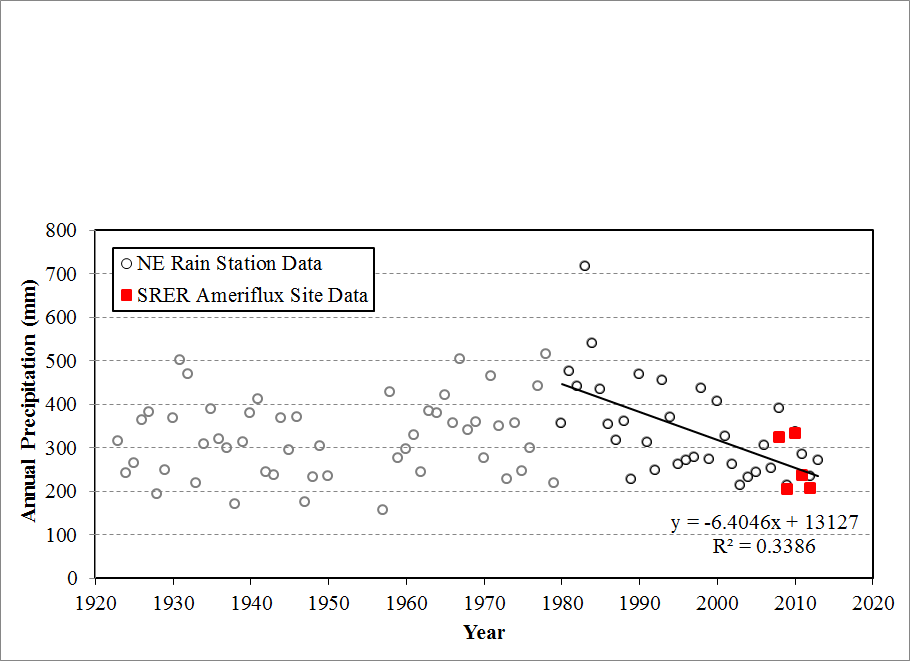 800
700
600
500
400
300
200
100
0
Annual Precipitation (mm)
NE Rain Station Data
SRER Ameriflux Site Data
y = -6.4046x + 13127
R² = 0.3386
1920 1930 1940 1950 1960 1970 1980 1990 2000 2010 2020
Year